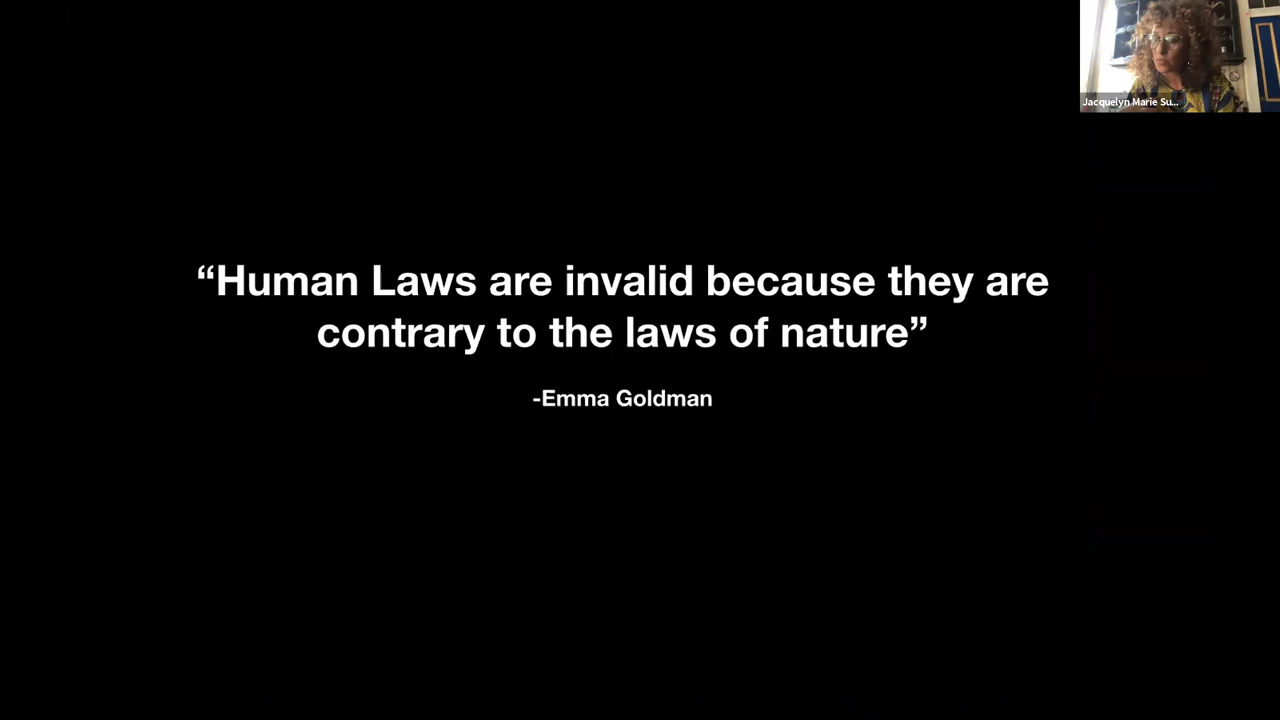 Jacquelyn Marie Su...
“Human Laws are invalid because they are
contrary to the laws of nature”
-Emma Goldman